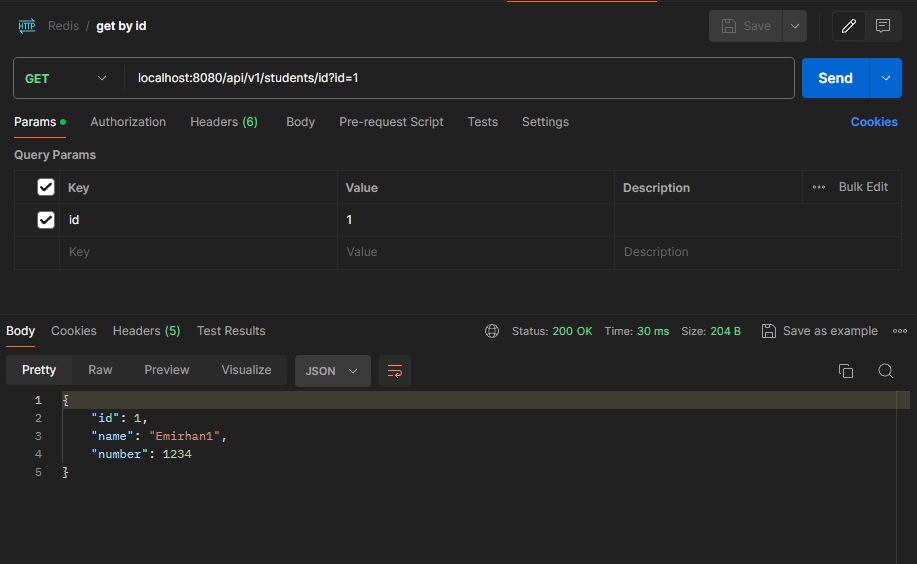 HTTP Redis / get by id Save
GET localhost:8080/api/v1/students/id?id=1 Send
Params Authorization Headers (6) Body Pre-request Script Tests Settings Cookies
Query Params
Key Value Description ••• Bulk Edit
id 1
Key Value Description
Body Cookies Headers (5) Test Results Status: 200 OK Time: 30 ms Size: 204 B Save as example
Pretty Raw Preview Visualize JSON
1 {
2 "id": 1,
3 "name": "Emirhan1",
4 "number": 1234
5 }